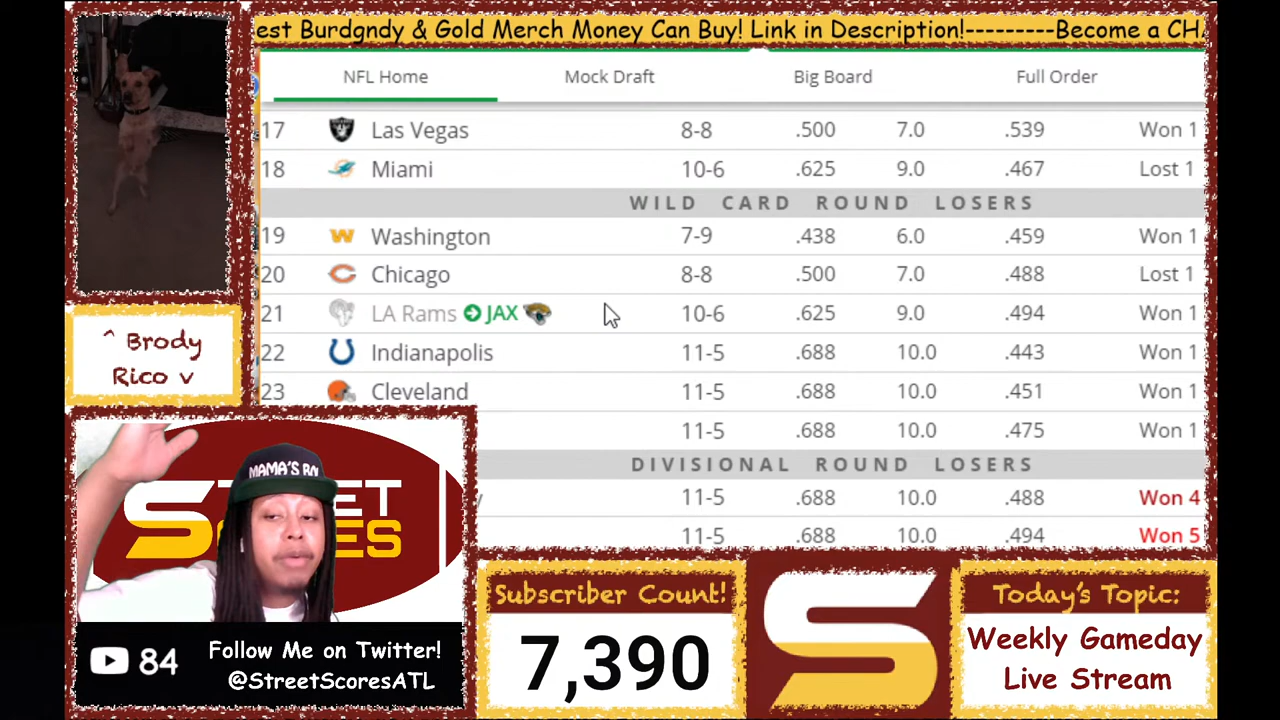 est Burdgndy & Gold Merch Money Can Buy! Link in Description!---------Become a CH
NFL Home Mock Draft Big Board Full Order
17 Las Vegas 8-8 .500 7.0 .539 Won 1
18 Miami 10-6 .625 9.0 .467 Lost 1
WILD CARD ROUND LOSERS
19 Washington 7-9 .438 6.0 .459 Won 1
20 Chicago 8-8 .500 7.0 .488 Lost 1
21 LA Rams JAX 10-6 .625 9.0 .494 Won 1
22 Indianapolis 11-5 .688 10.0 .443 Won 1
23 Cleveland 11-5 .688 10.0 .451 Won 1
11-5 .688 10.0 .475 Won 1
DIVISIONAL ROUND LOSERS
11-5 .688 10.0 .488 Won 4
11-5 .688 10.0 .494 Won 5
^ Brody
Rico v
MAMA'S BOY
84
Follow Me on Twitter!
@StreetScoresATL
Subscriber Count!
7,390
S
Today's Topic:
Weekly Gameday
Live Stream